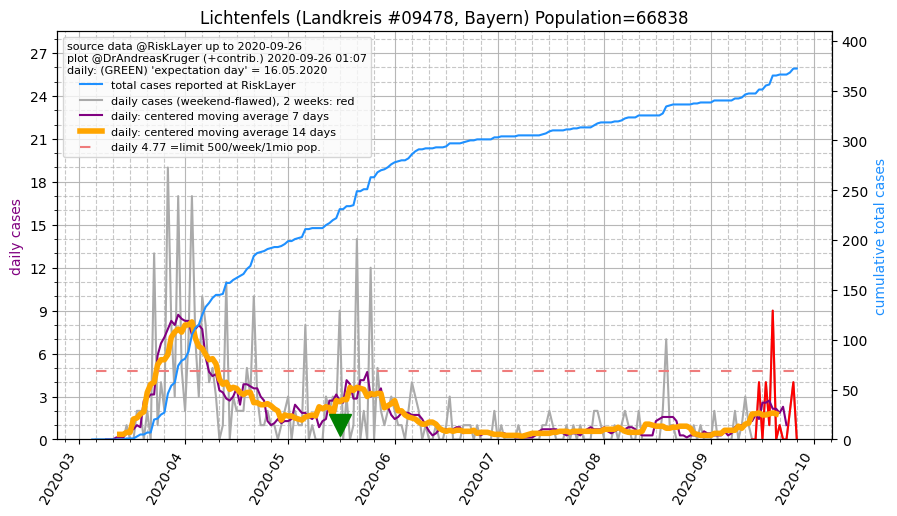 Lichtenfels (Landkreis #09478, Bayern) Population=66838
source data @RiskLayer up to 2020-09-26
plot @DrAndreasKruger (+contrib.) 2020-09-26 01:07
daily: (GREEN) 'expectation day' = 16.05.2020
total cases reported at RiskLayer
daily cases (weekend-flawed), 2 weeks: red
daily: centered moving average 7 days
daily: centered moving average 14 days
daily 4.77 =limit 500/week/1mio pop.
daily cases
27
24
21
18
15
12
9
6
3
0
cumulative total cases
400
350
300
250
200
150
100
50
0
2020-03
2020-04
2020-05
2020-06
2020-07
2020-08
2020-09
2020-10